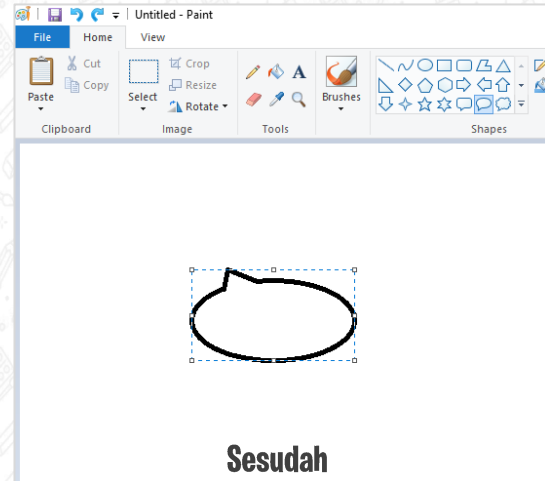 Untitled - Paint
File Home View
Cut
Copy
Paste
Crop
Resize
Rotate
Select
A
Brushes
Clipboard Image Tools Shapes
Sesudah